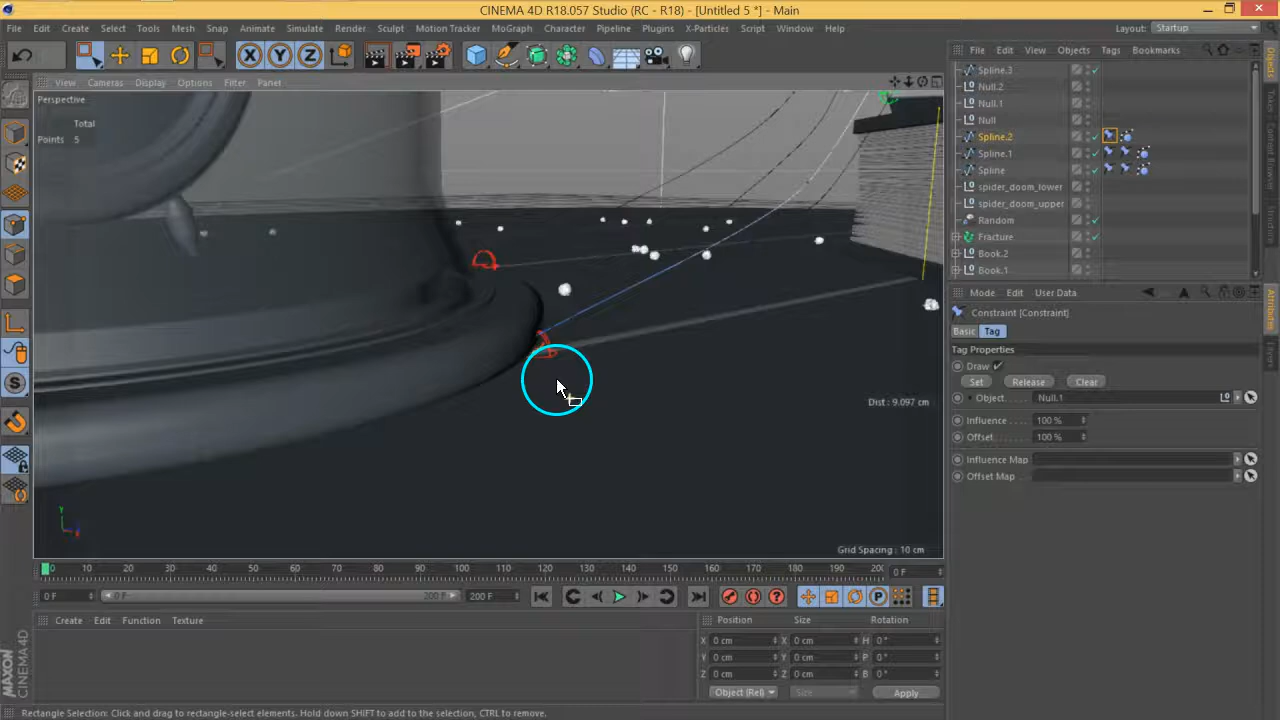 CINEMA 4D R18.057 Studio (RC - R18) - [Untitled 5 *] - Main
File Edit Create Select Tools Mesh Snap Animate Simulate Render Sculpt Motion Tracker MoGraph Character Pipeline Plugins X-Particles Script Window Help
Layout: Startup
X Y Z
File Edit View Objects Tags Bookmarks
View Cameras Display Options Filter Panel
Perspective
Total
Points 5
Spline.3
Null.2
Null.1
Null
Spline.2
Spline.1
Spline
spider_doom_lower
spider_doom_upper
Random
Fracture
Book.2
Book.1
Objects
Takes
Content Browser
Structure
Attributes
Layers
Mode Edit User Data
Constraint [Constraint]
Basic Tag
Tag Properties
Draw
Set Release Clear
Object Null.1
Influence 100 %
Offset 100 %
Influence Map
Offset Map
Dist : 9.097 cm
Y
Grid Spacing : 10 cm
0 10 20 30 40 50 60 70 80 90 100 110 120 130 140 150 160 170 180 190 200 0 F
0 F 0 F 200 F 200 F
P
Create Edit Function Texture
Position Size Rotation
X 0 cm X 0 cm H 0 °
Y 0 cm Y 0 cm P 0 °
Z 0 cm Z 0 cm B 0 °
Object (Rel) Size Apply
MAXON CINEMA 4D
Rectangle Selection: Click and drag to rectangle-select elements. Hold down SHIFT to add to the selection, CTRL to remove.